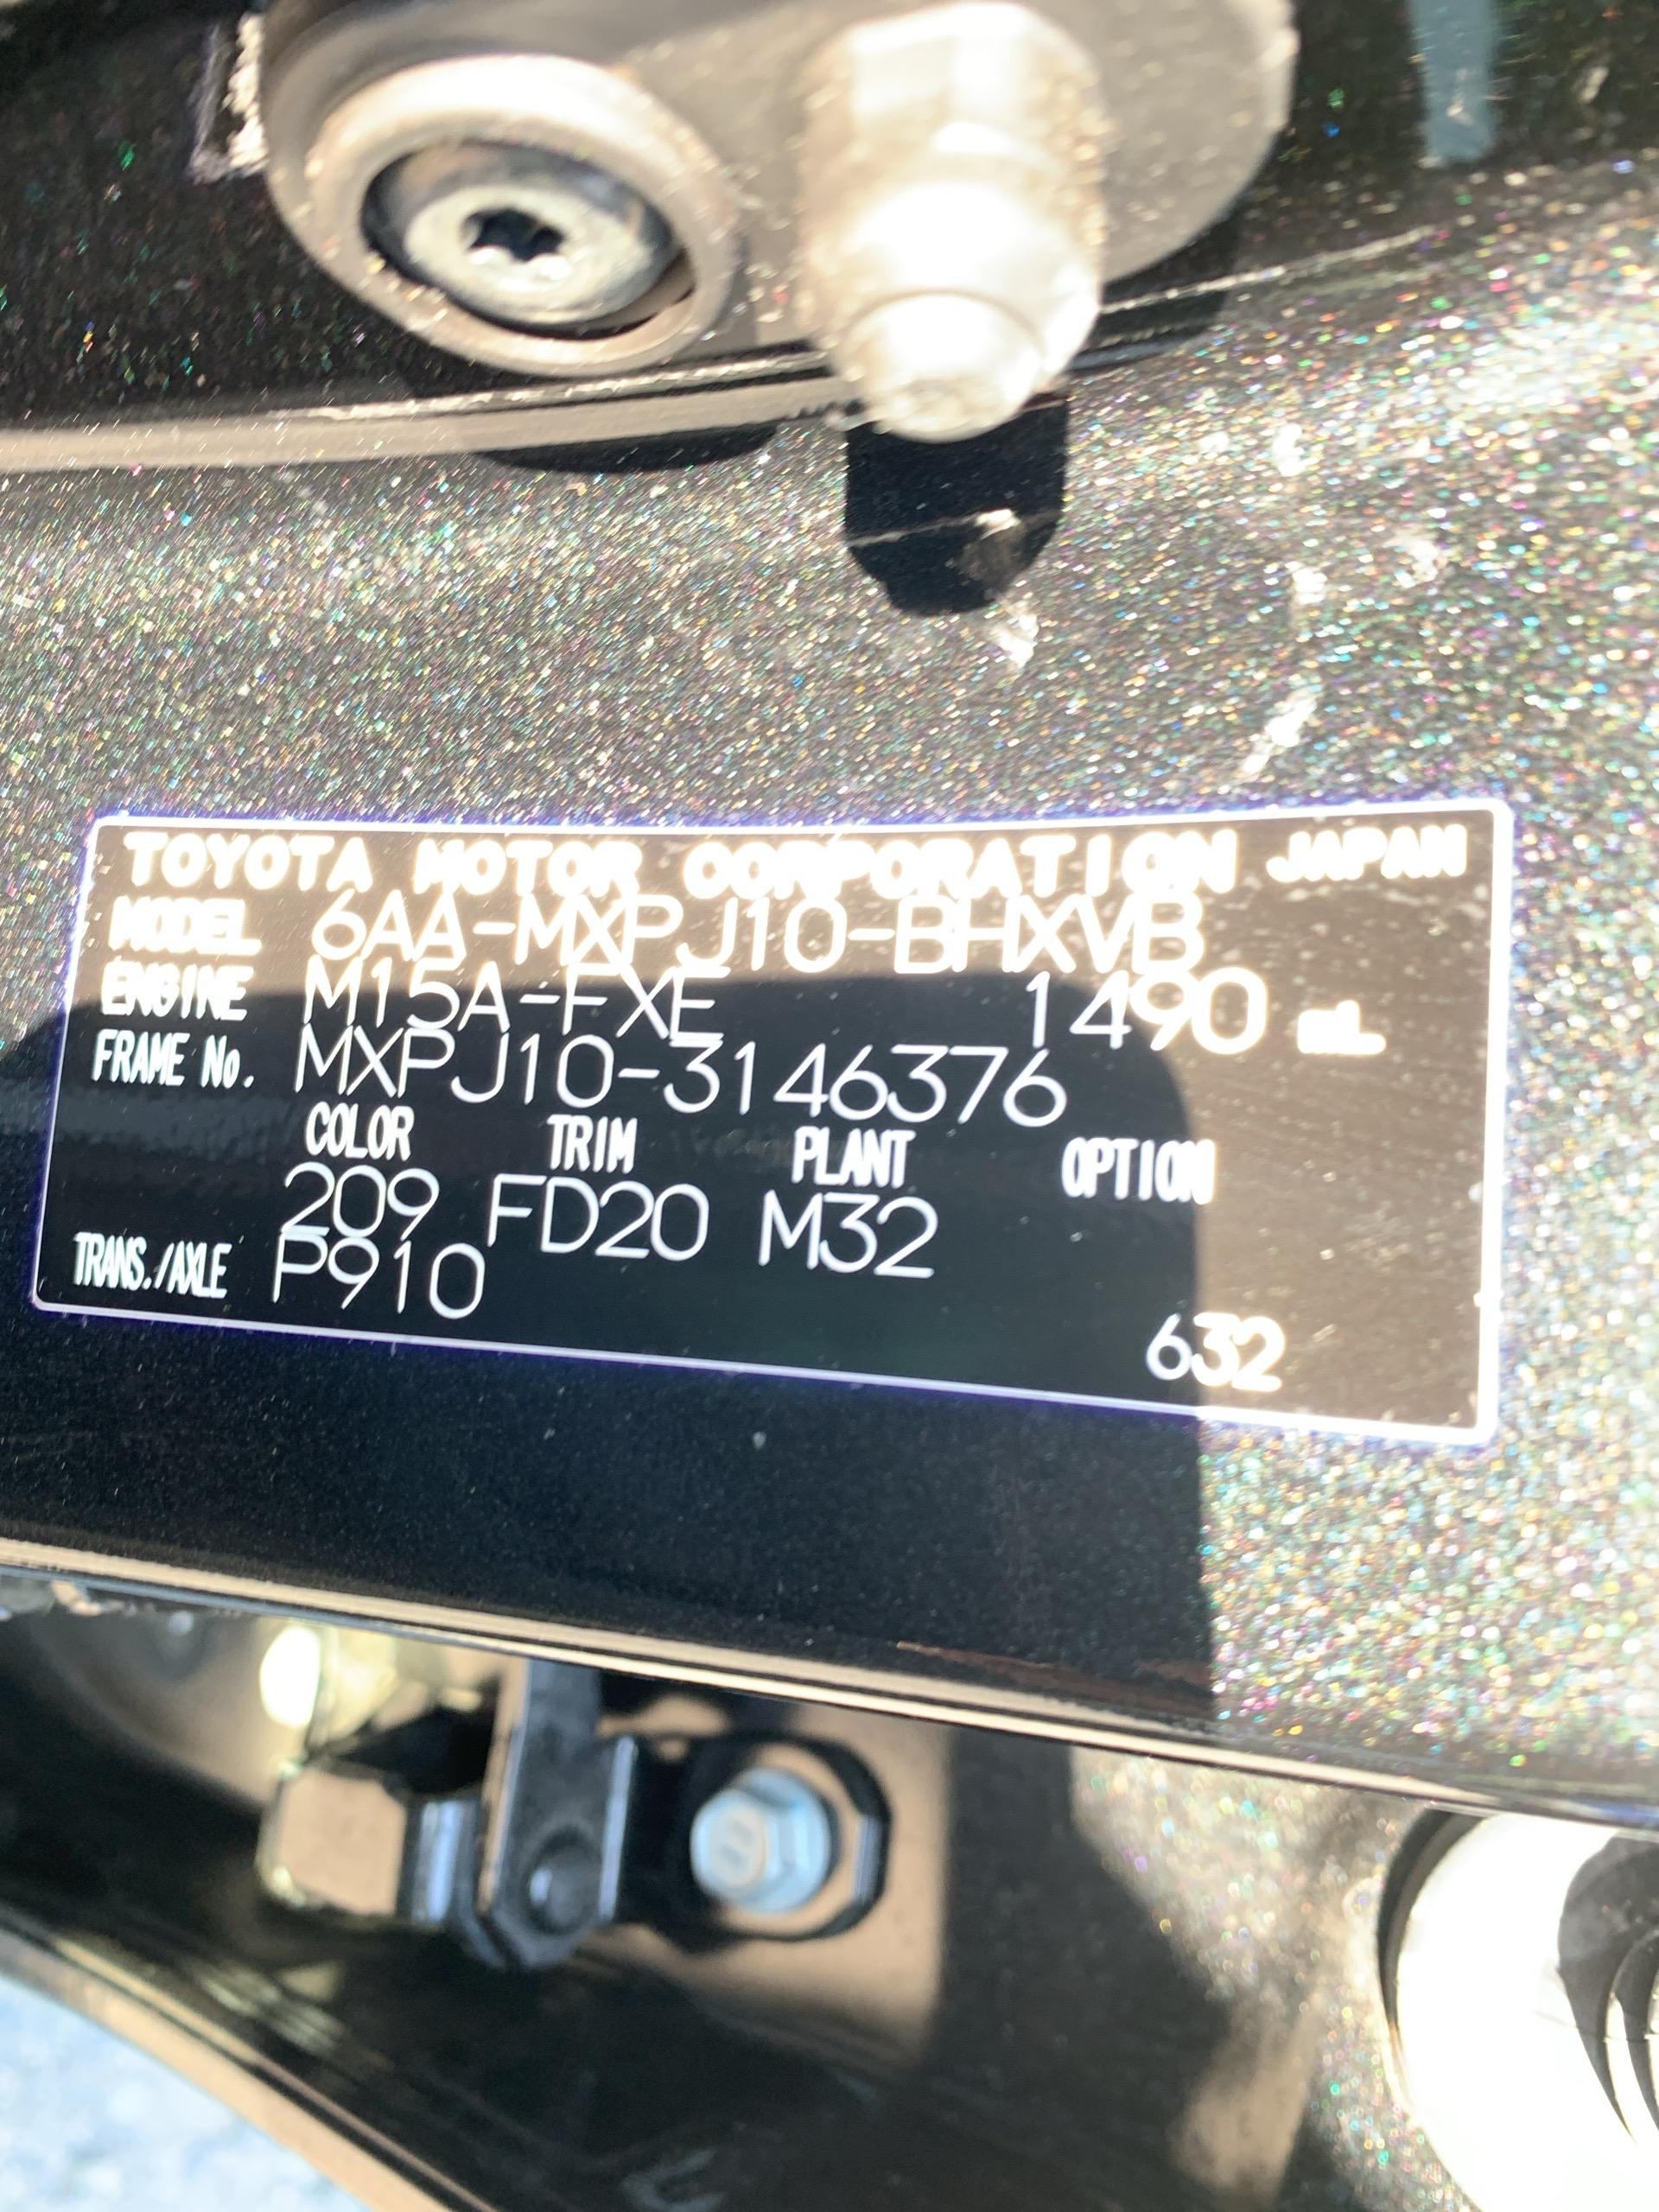 TOYOTA MOTOR CORPORATION JAPAN
MODEL 6AA-MXPJ10-BHXVB
ENGINE M15A-FXE 1490 mL
FRAME No. MXPJ10-3146376
COLOR TRIM PLANT OPTION
209 FD20 M32
TRANS./AXLE P910
632